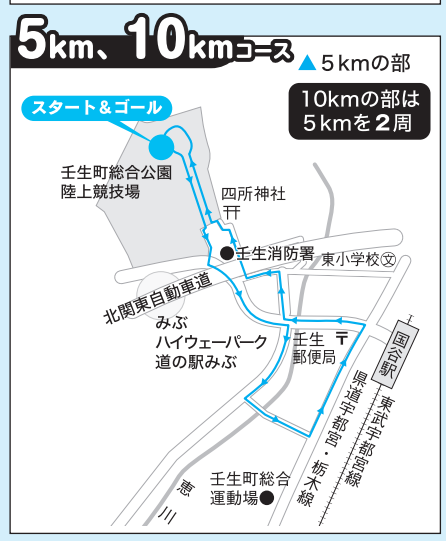 5km、10kmコース
▲5kmの部
10kmの部は
5kmを2周
スタート&ゴール
壬生町総合公園
陸上競技場
四所神社
壬生消防署
東小学校文
北関東自動車道
みぶ
ハイウェーパーク
道の駅みぶ
壬生
郵便局
〒
国谷駅
県道宇都宮・栃木線
東武宇都宮線
壬生町総合
運動場
恵川